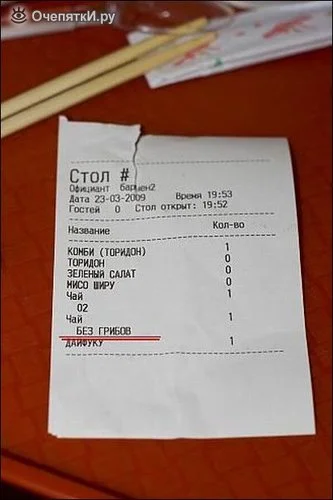 ОчепяткИ.ру
Стол #
Официант бармен2
Дата 23-03-2009 Время 19:53
Гостей 0 Стол открыт: 19:52
Название Кол-во
КОМБИ (ТОРИДОН) 1
ТОРИДОН 0
ЗЕЛЕНЫЙ САЛАТ 0
МИСО ШИРУ 0
Чай 1
02
Чай 1
БЕЗ ГРИБОВ
ДАЙФУКУ 1